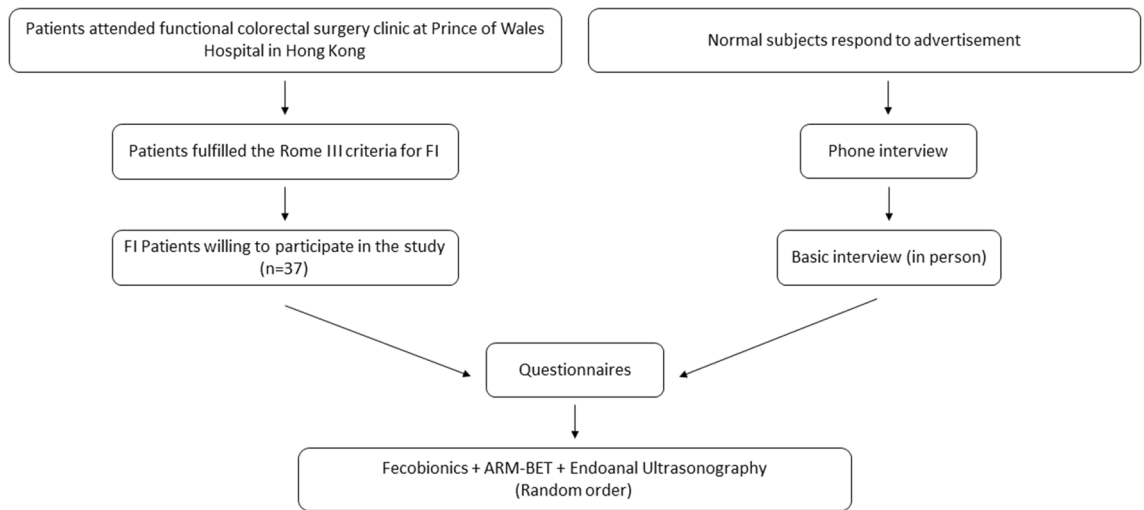 Patients attended functional colorectal surgery clinic at Prince of Wales
Hospital in Hong Kong
Normal subjects respond to advertisement
Patients fulfilled the Rome III criteria for FI
Phone interview
FI Patients willing to participate in the study
(n=37)
Basic interview (in person)
Questionnaires
Fecobionics + ARM-BET + Endoanal Ultrasonography
(Random order)